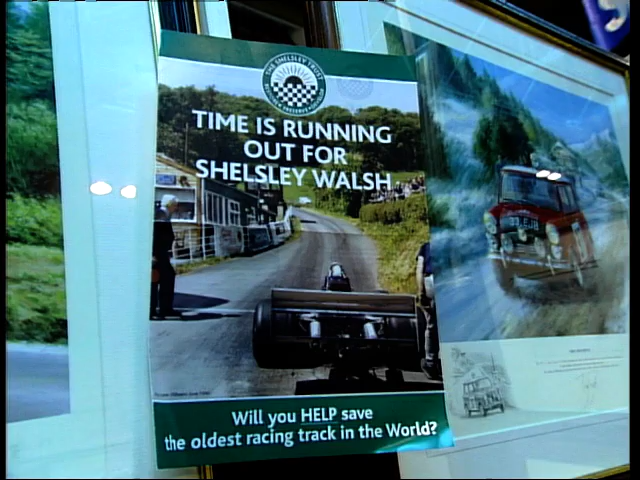 THE SHELSLEY TRUST
TIME IS RUNNING
OUT FOR
SHELSLEY WALSH
Will you HELP save
the oldest racing track in the World?